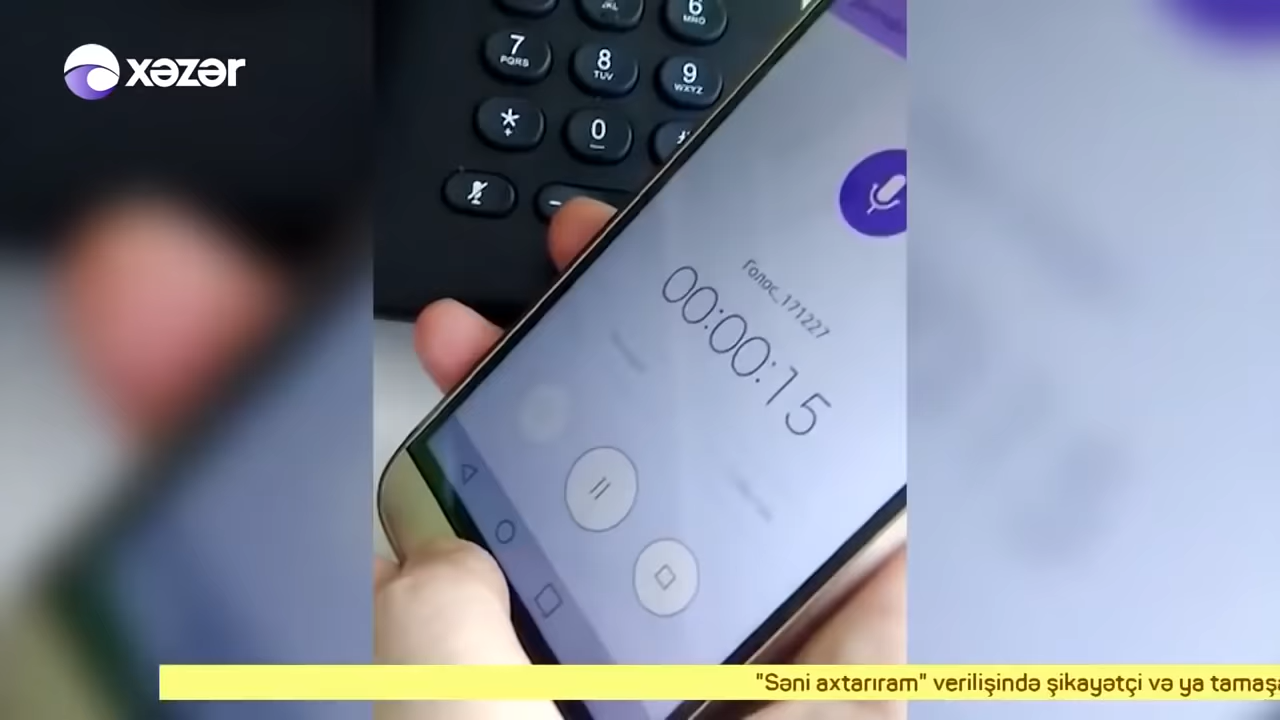 xəzər
6
MNO
7
PQRS
8
TUV
9
WXYZ
*
+
0
Голос_171227
00:00:15
"Səni axtarıram" verilişində şikayətçi və ya tamaşa